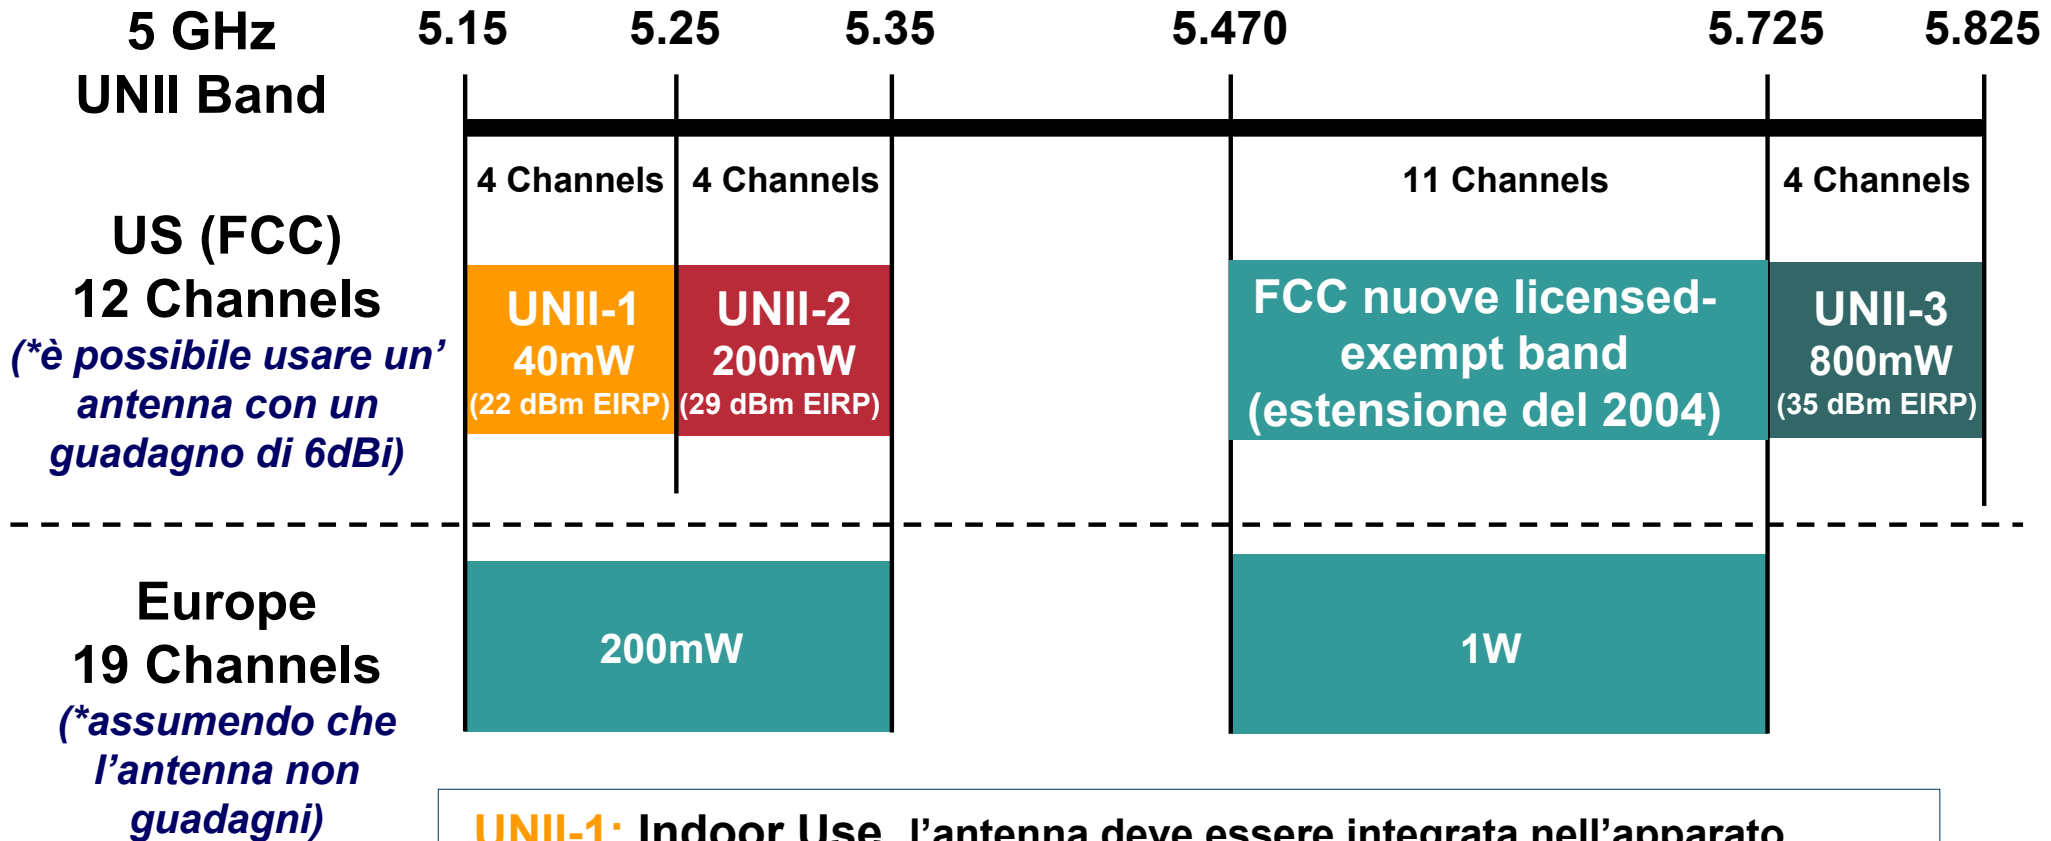 5 GHz
UNII Band
5.15 5.25 5.35 5.470 5.725 5.825
4 Channels 4 Channels 11 Channels 4 Channels
US (FCC)
12 Channels
(*è possibile usare un’
antenna con un
guadagno di 6dBi)
UNII-1
40mW
(22 dBm EIRP)
UNII-2
200mW
(29 dBm EIRP)
FCC nuove licensed-
exempt band
(estensione del 2004)
UNII-3
800mW
(35 dBm EIRP)
Europe
19 Channels
(*assumendo che
l’antenna non
guadagni)
200mW
1W
UNII-1: Indoor Use l’antenna deve essere integrata nell’apparato